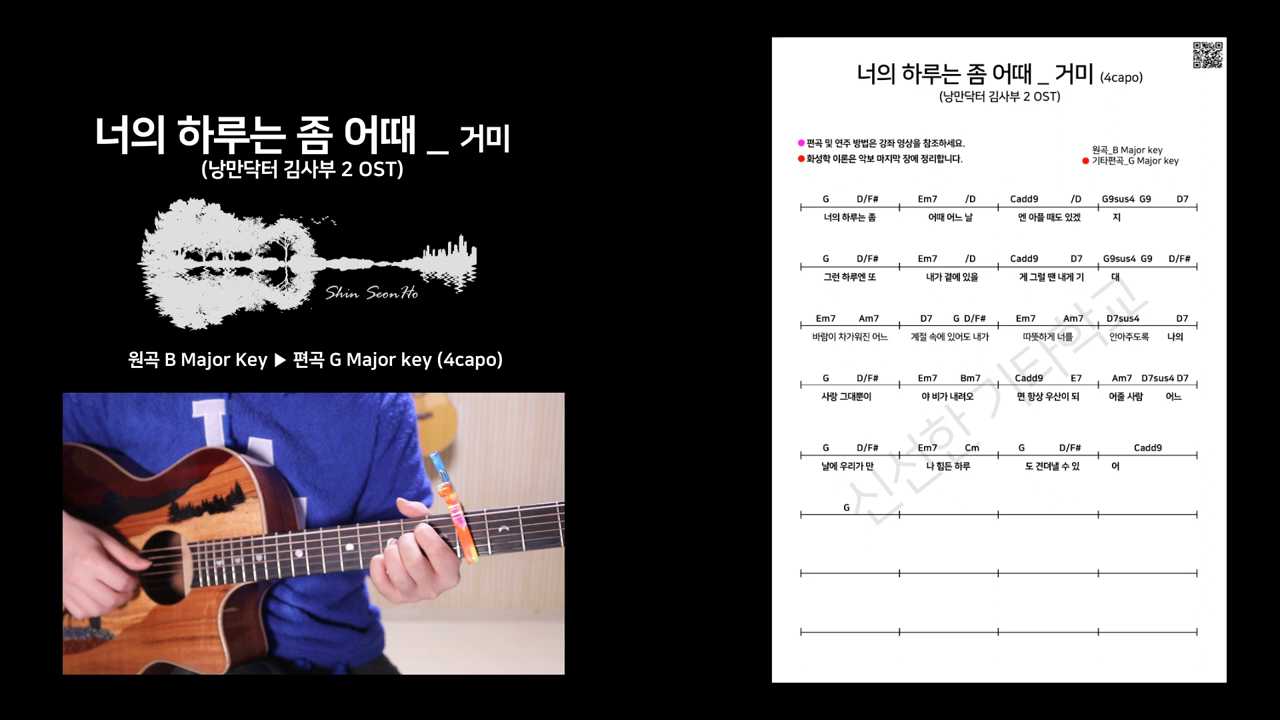 너의 하루는 좀 어때 _ 거미
(낭만닥터 김사부 2 OST)
Shin SeonHo
원곡 B Major Key ▶ 편곡 G Major key (4capo)
너의 하루는 좀 어때 _ 거미 (4capo)
(낭만닥터 김사부 2 OST)
편곡 및 연주 방법은 강좌 영상을 참조하세요.
화성학 이론은 악보 마지막 장에 정리합니다.
원곡_B Major key
기타편곡_G Major key
G D/F# Em7 /D Cadd9 /D G9sus4 G9 D7
너의 하루는 좀 어때 어느 날 엔 아플 때도 있겠 지
G D/F# Em7 /D Cadd9 D7 G9sus4 G9 D/F#
그런 하루엔 또 내가 곁에 있을 게 그럴 땐 내게 기 대
Em7 Am7 D7 G D/F# Em7 Am7 D7sus4 D7
바람이 차가워진 어느 계절 속에 있어도 내가 따뜻하게 너를 안아주도록 나의
G D/F# Em7 Bm7 Cadd9 E7 Am7 D7sus4 D7
사랑 그대뿐이 야 비가 내려오 면 항상 우산이 되 어줄 사람 어느
G D/F# Em7 Cm G D/F# Cadd9
날에 우리가 만 나 힘든 하루 도 견뎌낼 수 있 어
G
신선한 기타학교